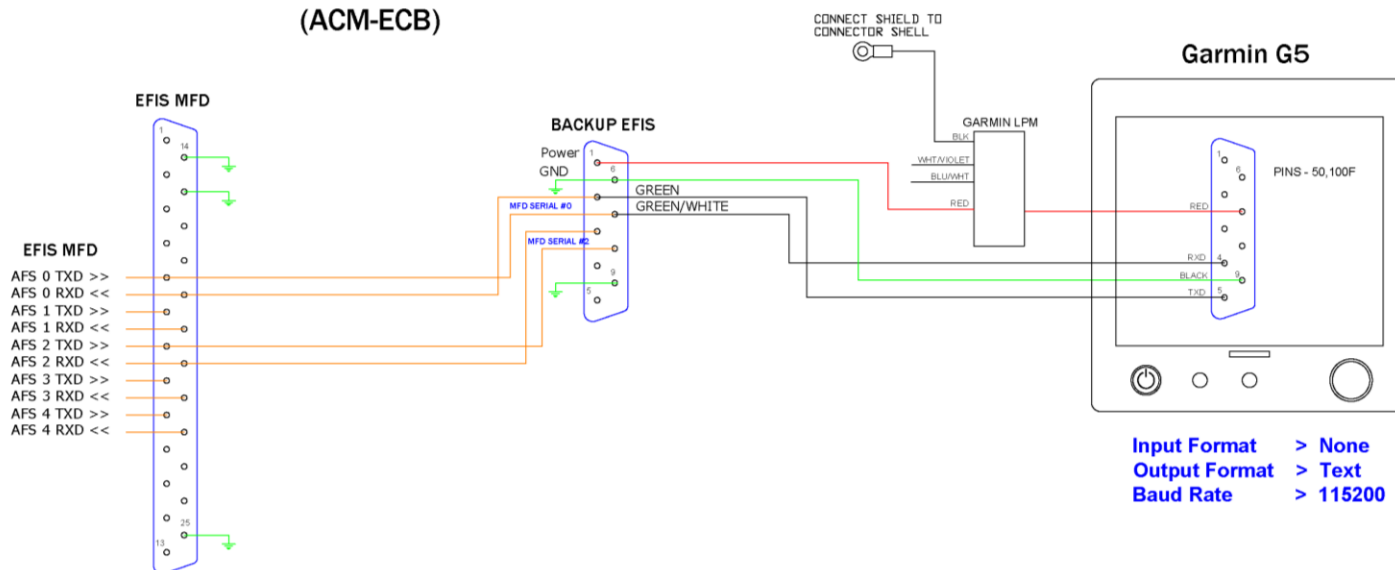 (ACM-ECB)
CONNECT SHIELD TO
CONNECTOR SHELL
Garmin G5
EFIS MFD
1
14
BACKUP EFIS
Power
1
GND
6
GREEN
GREEN/WHITE
MFD SERIAL #0
MFD SERIAL #2
9
5
GARMIN LPM
BLK
WHT/VIOLET
BLU/WHT
RED
1
6
PINS - 50,100F
RED
RXD
4
BLACK
9
TXD
5
EFIS MFD
AFS 0 TXD >>
AFS 0 RXD <<
AFS 1 TXD >>
AFS 1 RXD <<
AFS 2 TXD >>
AFS 2 RXD <<
AFS 3 TXD >>
AFS 3 RXD <<
AFS 4 TXD >>
AFS 4 RXD <<
25
13
Input Format > None
Output Format > Text
Baud Rate > 115200